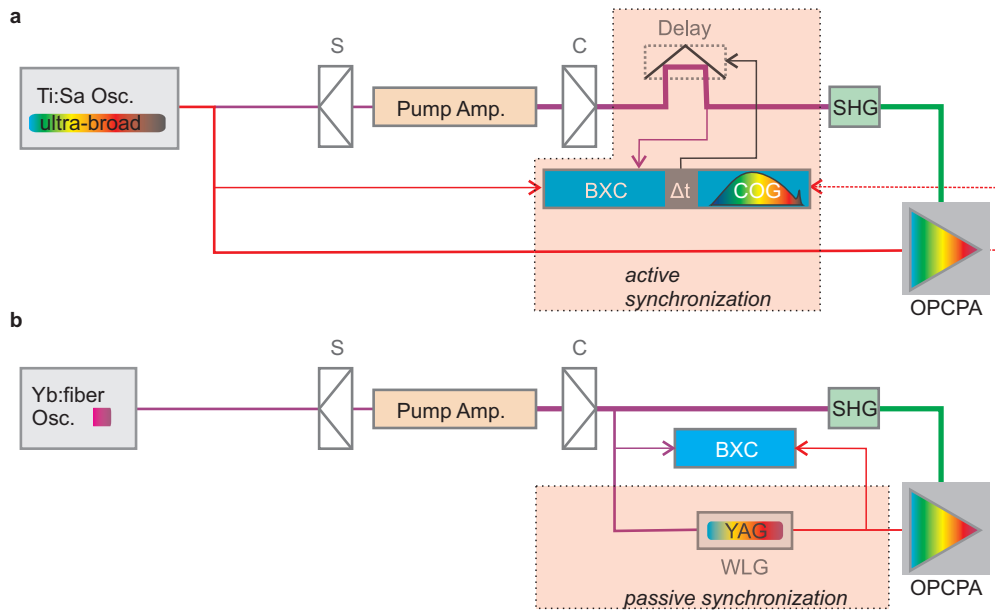 a
Delay
S
C
Ti:Sa Osc.
ultra-broad
Pump Amp.
SHG
BXC
Δt
COG
active
synchronization
OPCPA
b
S
C
Yb:fiber
Osc.
Pump Amp.
SHG
BXC
YAG
WLG
passive synchronization
OPCPA